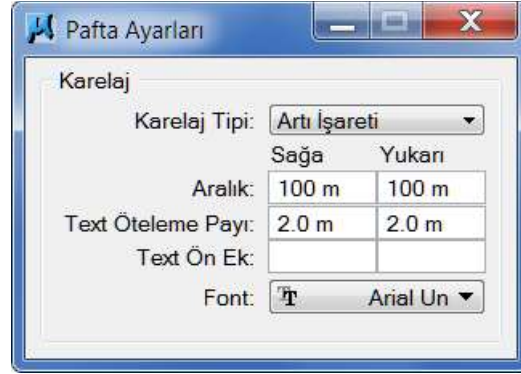 Pafta Ayarları
Karelaj
Karelaj Tipi: Artı İşareti
Sağa Yukarı
Aralık: 100 m 100 m
Text Öteleme Payı: 2.0 m 2.0 m
Text Ön Ek:
Font: Arial Un